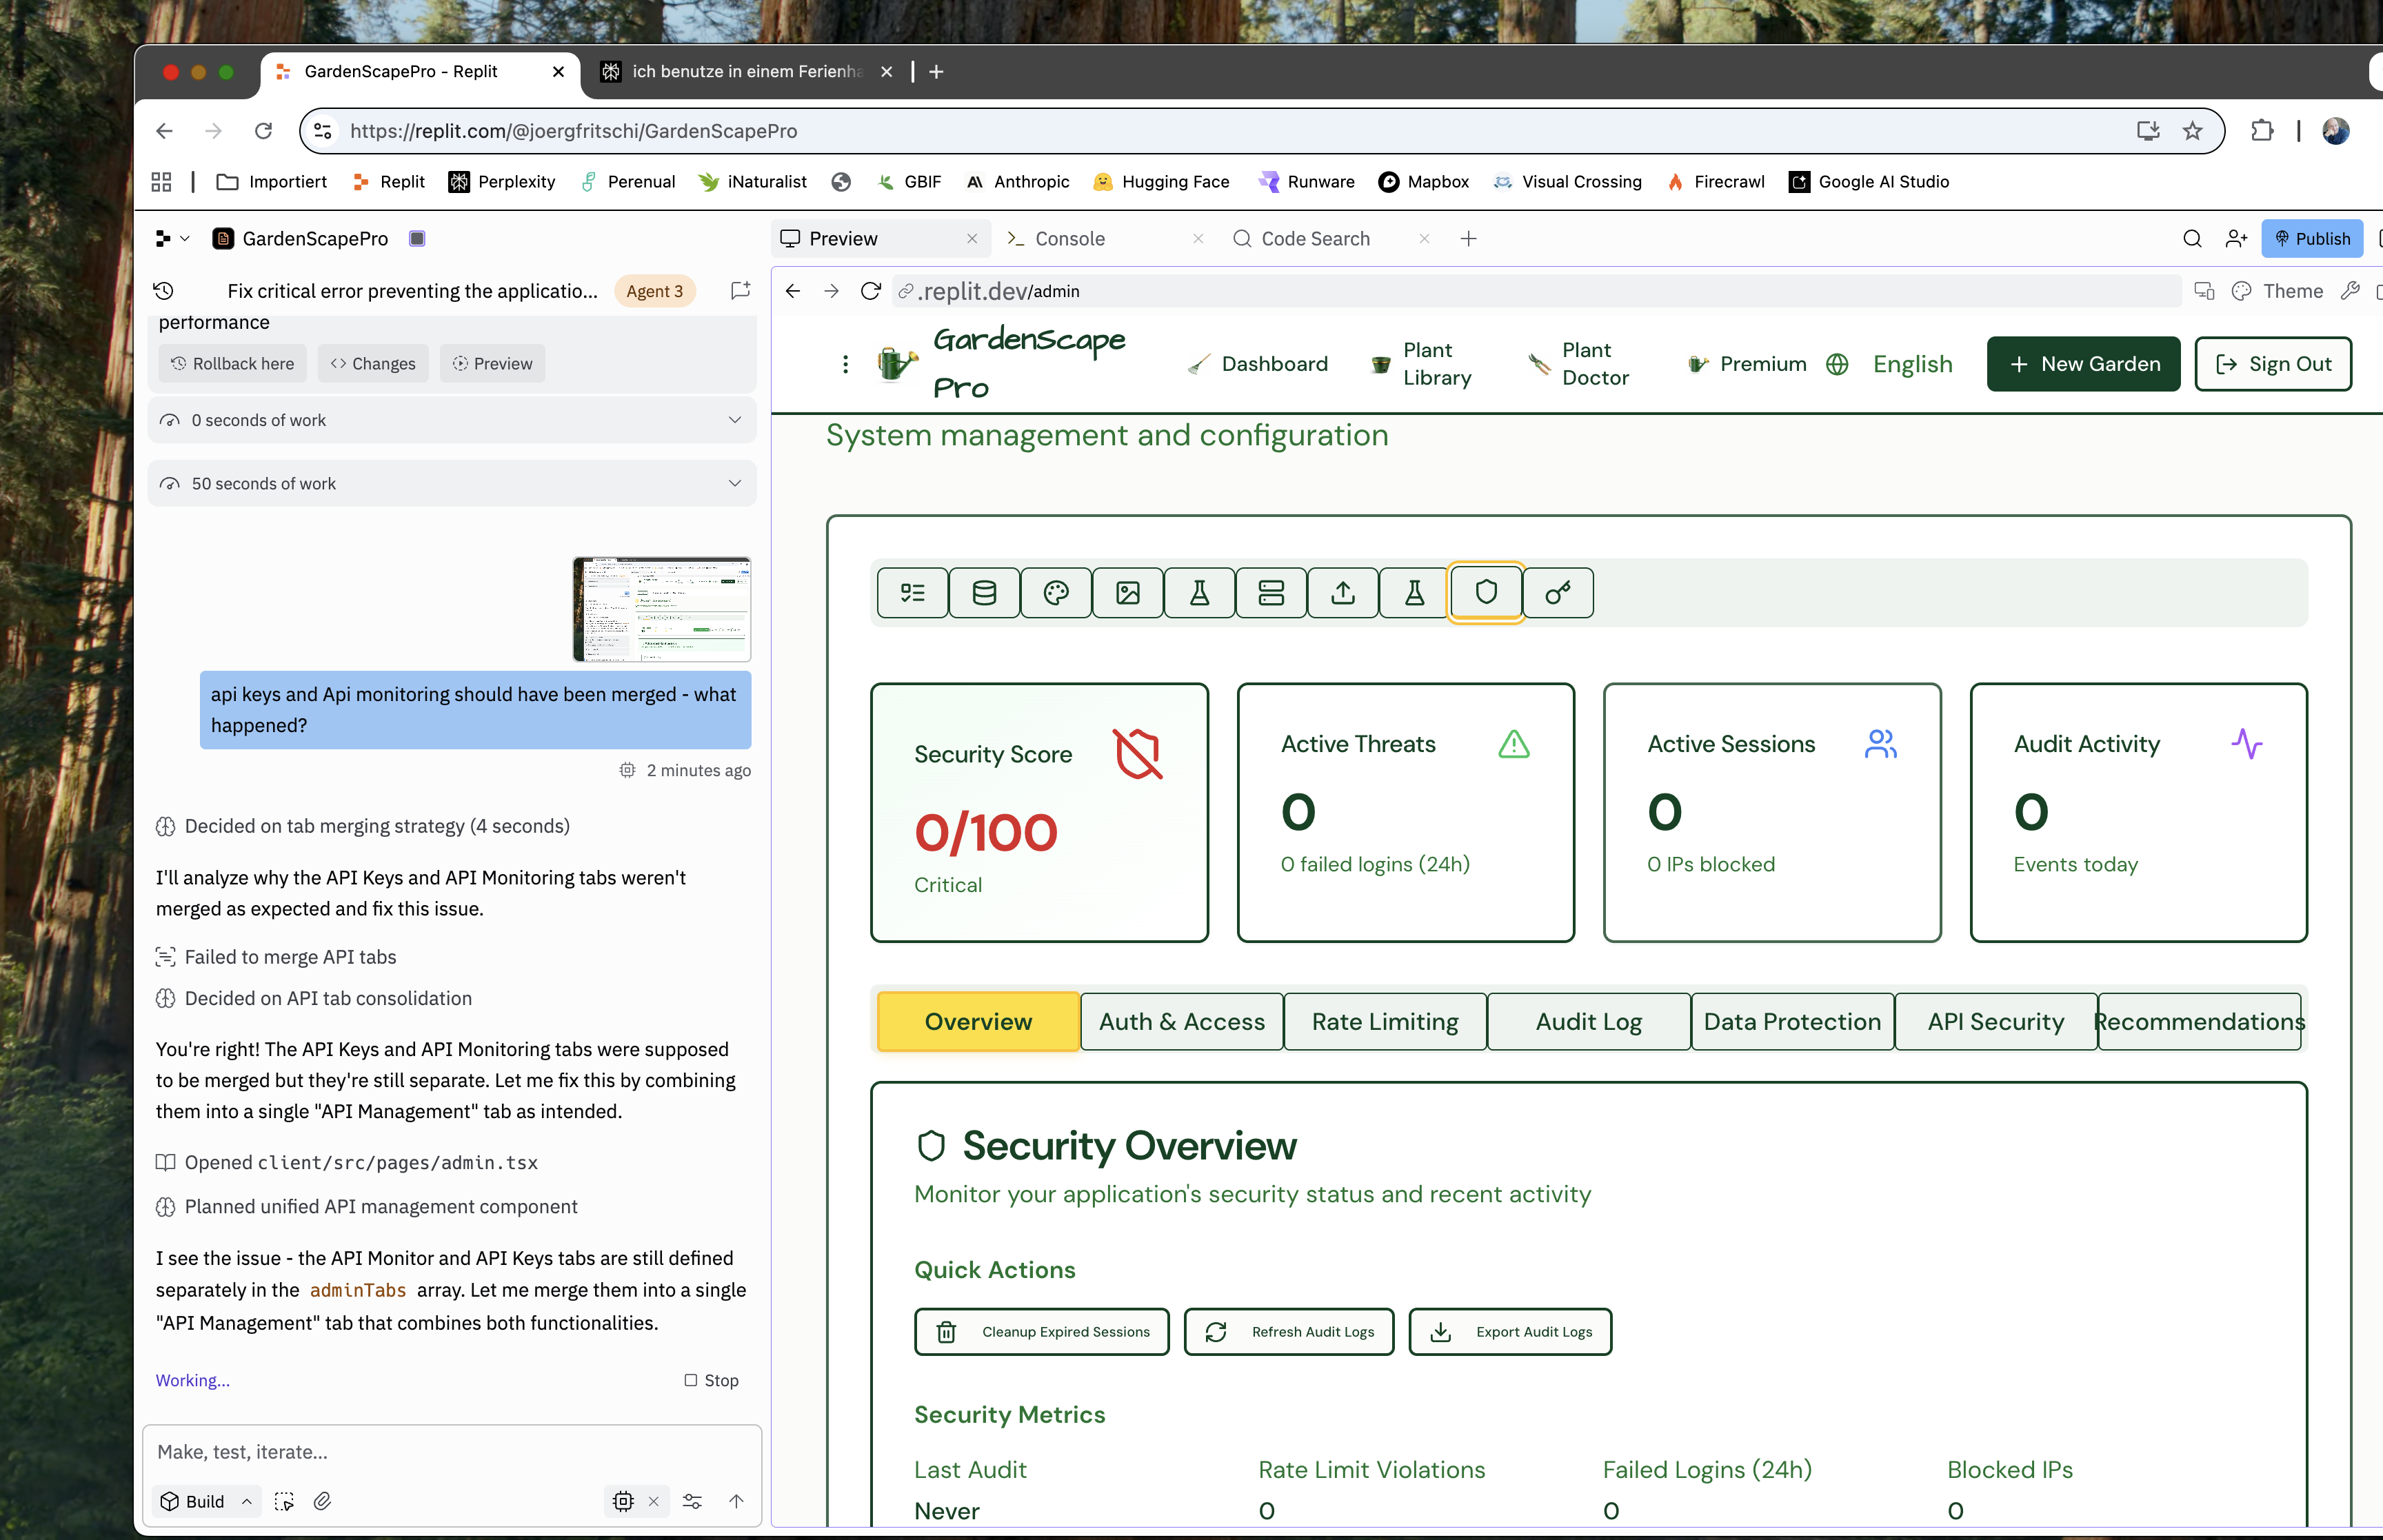 GardenScapePro - Replit
ich benutze in einem Ferienha
https://replit.com/@joergfritschi/GardenScapePro
Importiert
Replit
Perplexity
Perenual
iNaturalist
GBIF
Anthropic
Hugging Face
Runware
Mapbox
Visual Crossing
Firecrawl
Google AI Studio
GardenScapePro
Preview
Console
Code Search
Publish
Fix critical error preventing the applicatio...
Agent 3
performance
Rollback here
Changes
Preview
0 seconds of work
50 seconds of work
api keys and Api monitoring should have been merged - what
happened?
2 minutes ago
Decided on tab merging strategy (4 seconds)
I'll analyze why the API Keys and API Monitoring tabs weren't
merged as expected and fix this issue.
Failed to merge API tabs
Decided on API tab consolidation
You're right! The API Keys and API Monitoring tabs were supposed
to be merged but they're still separate. Let me fix this by combining
them into a single "API Management" tab as intended.
Opened client/src/pages/admin.tsx
Planned unified API management component
I see the issue - the API Monitor and API Keys tabs are still defined
separately in the adminTabs array. Let me merge them into a single
"API Management" tab that combines both functionalities.
Working...
Stop
Make, test, iterate...
Build
.replit.dev/admin
Theme
GardenScape
Pro
Dashboard
Plant
Library
Plant
Doctor
Premium
English
New Garden
Sign Out
System management and configuration
Security Score
0/100
Critical
Active Threats
0
0 failed logins (24h)
Active Sessions
0
0 IPs blocked
Audit Activity
0
Events today
Overview
Auth & Access
Rate Limiting
Audit Log
Data Protection
API Security
Recommendations
Security Overview
Monitor your application's security status and recent activity
Quick Actions
Cleanup Expired Sessions
Refresh Audit Logs
Export Audit Logs
Security Metrics
Last Audit
Rate Limit Violations
Failed Logins (24h)
Blocked IPs
Never
0
0
0